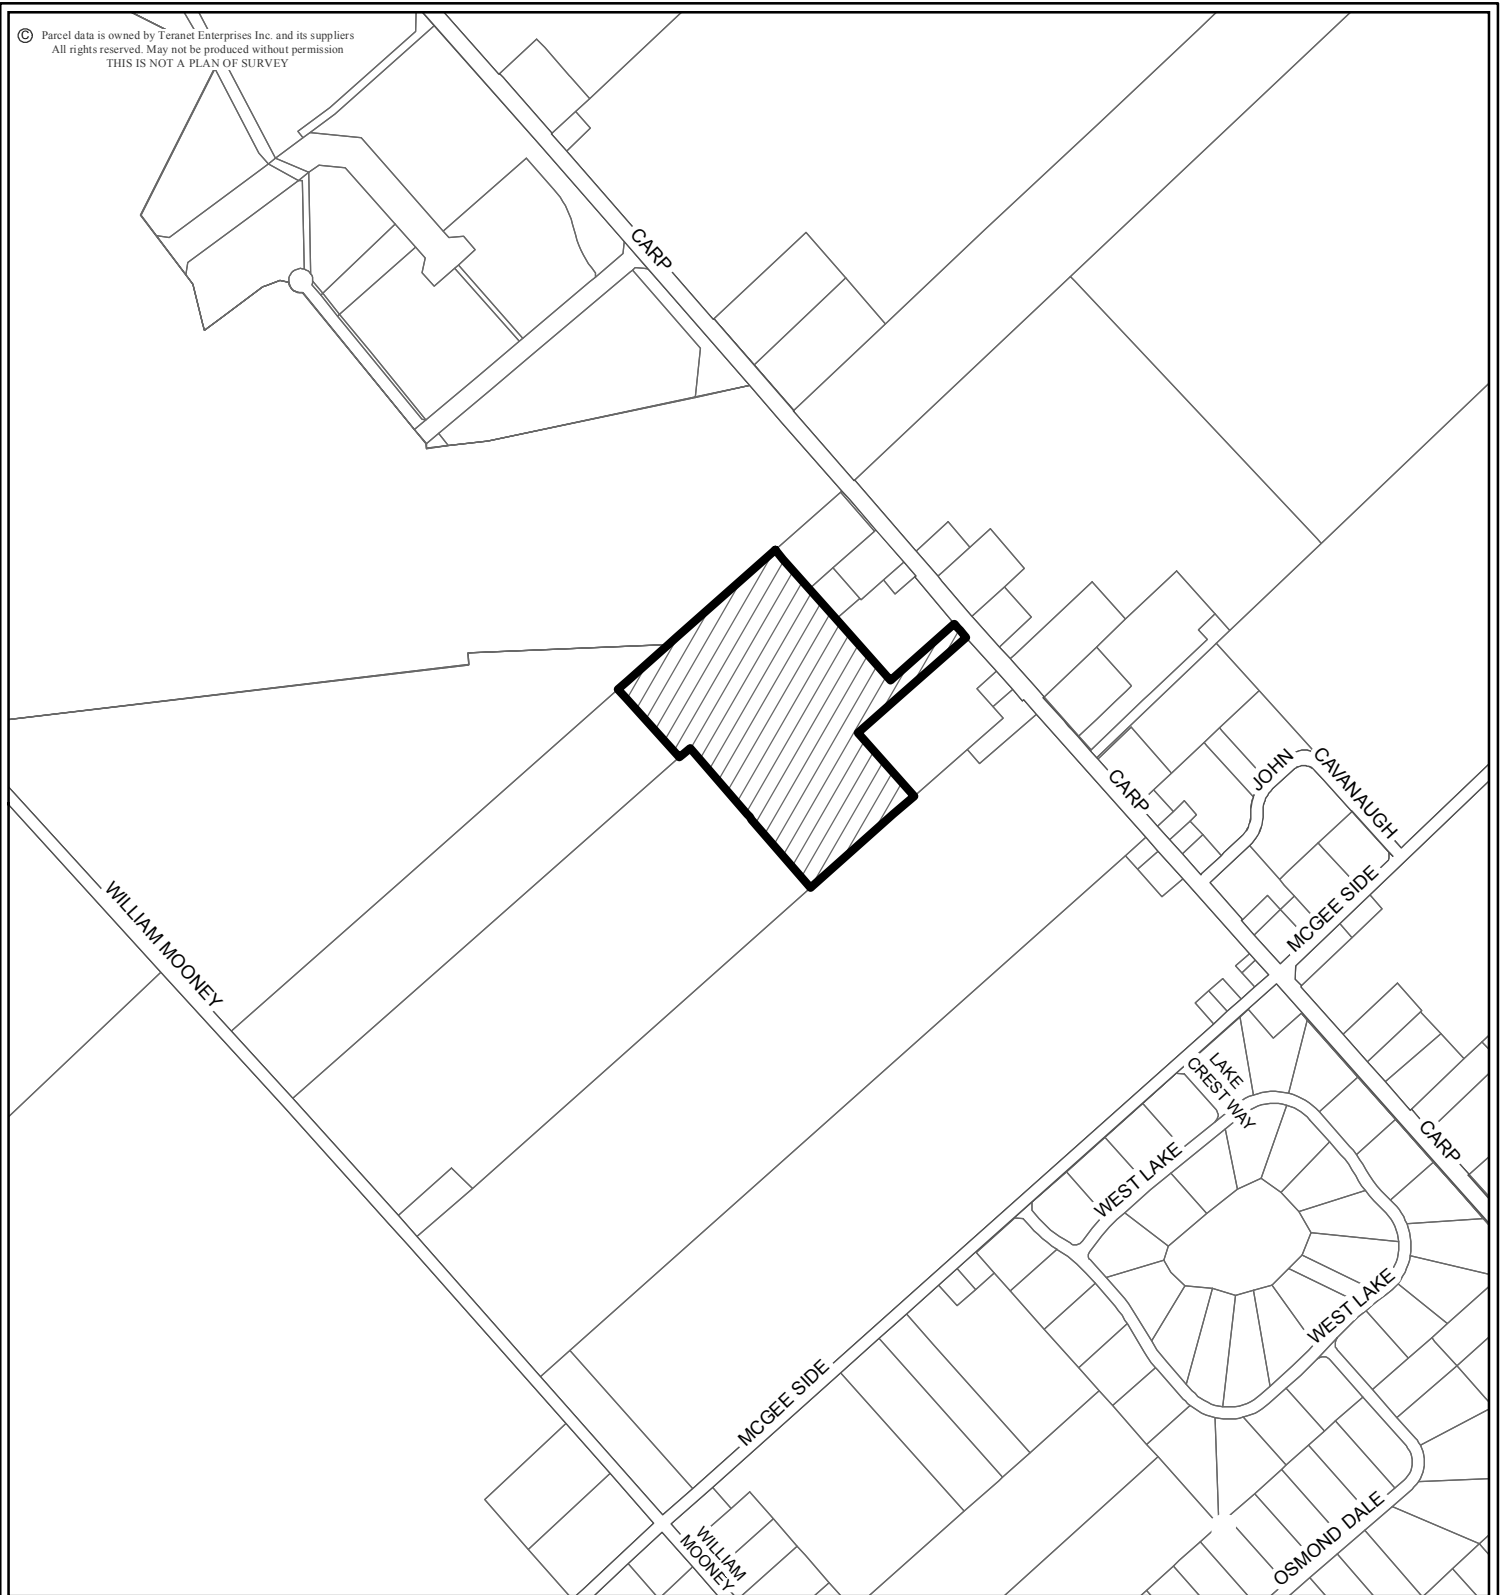 © Parcel data is owned by Teranet Enterprises Inc. and its suppliers
All rights reserved. May not be produced without permission
THIS IS NOT A PLAN OF SURVEY
CARP
CARP
JOHN
CAVANAUGH
MCGEE SIDE
WILLIAM MOONEY
LAKE
CREST WAY
CARP
WEST LAKE
WEST LAKE
MCGEE SIDE
OSMOND DALE
WILLIAM
MOONEY